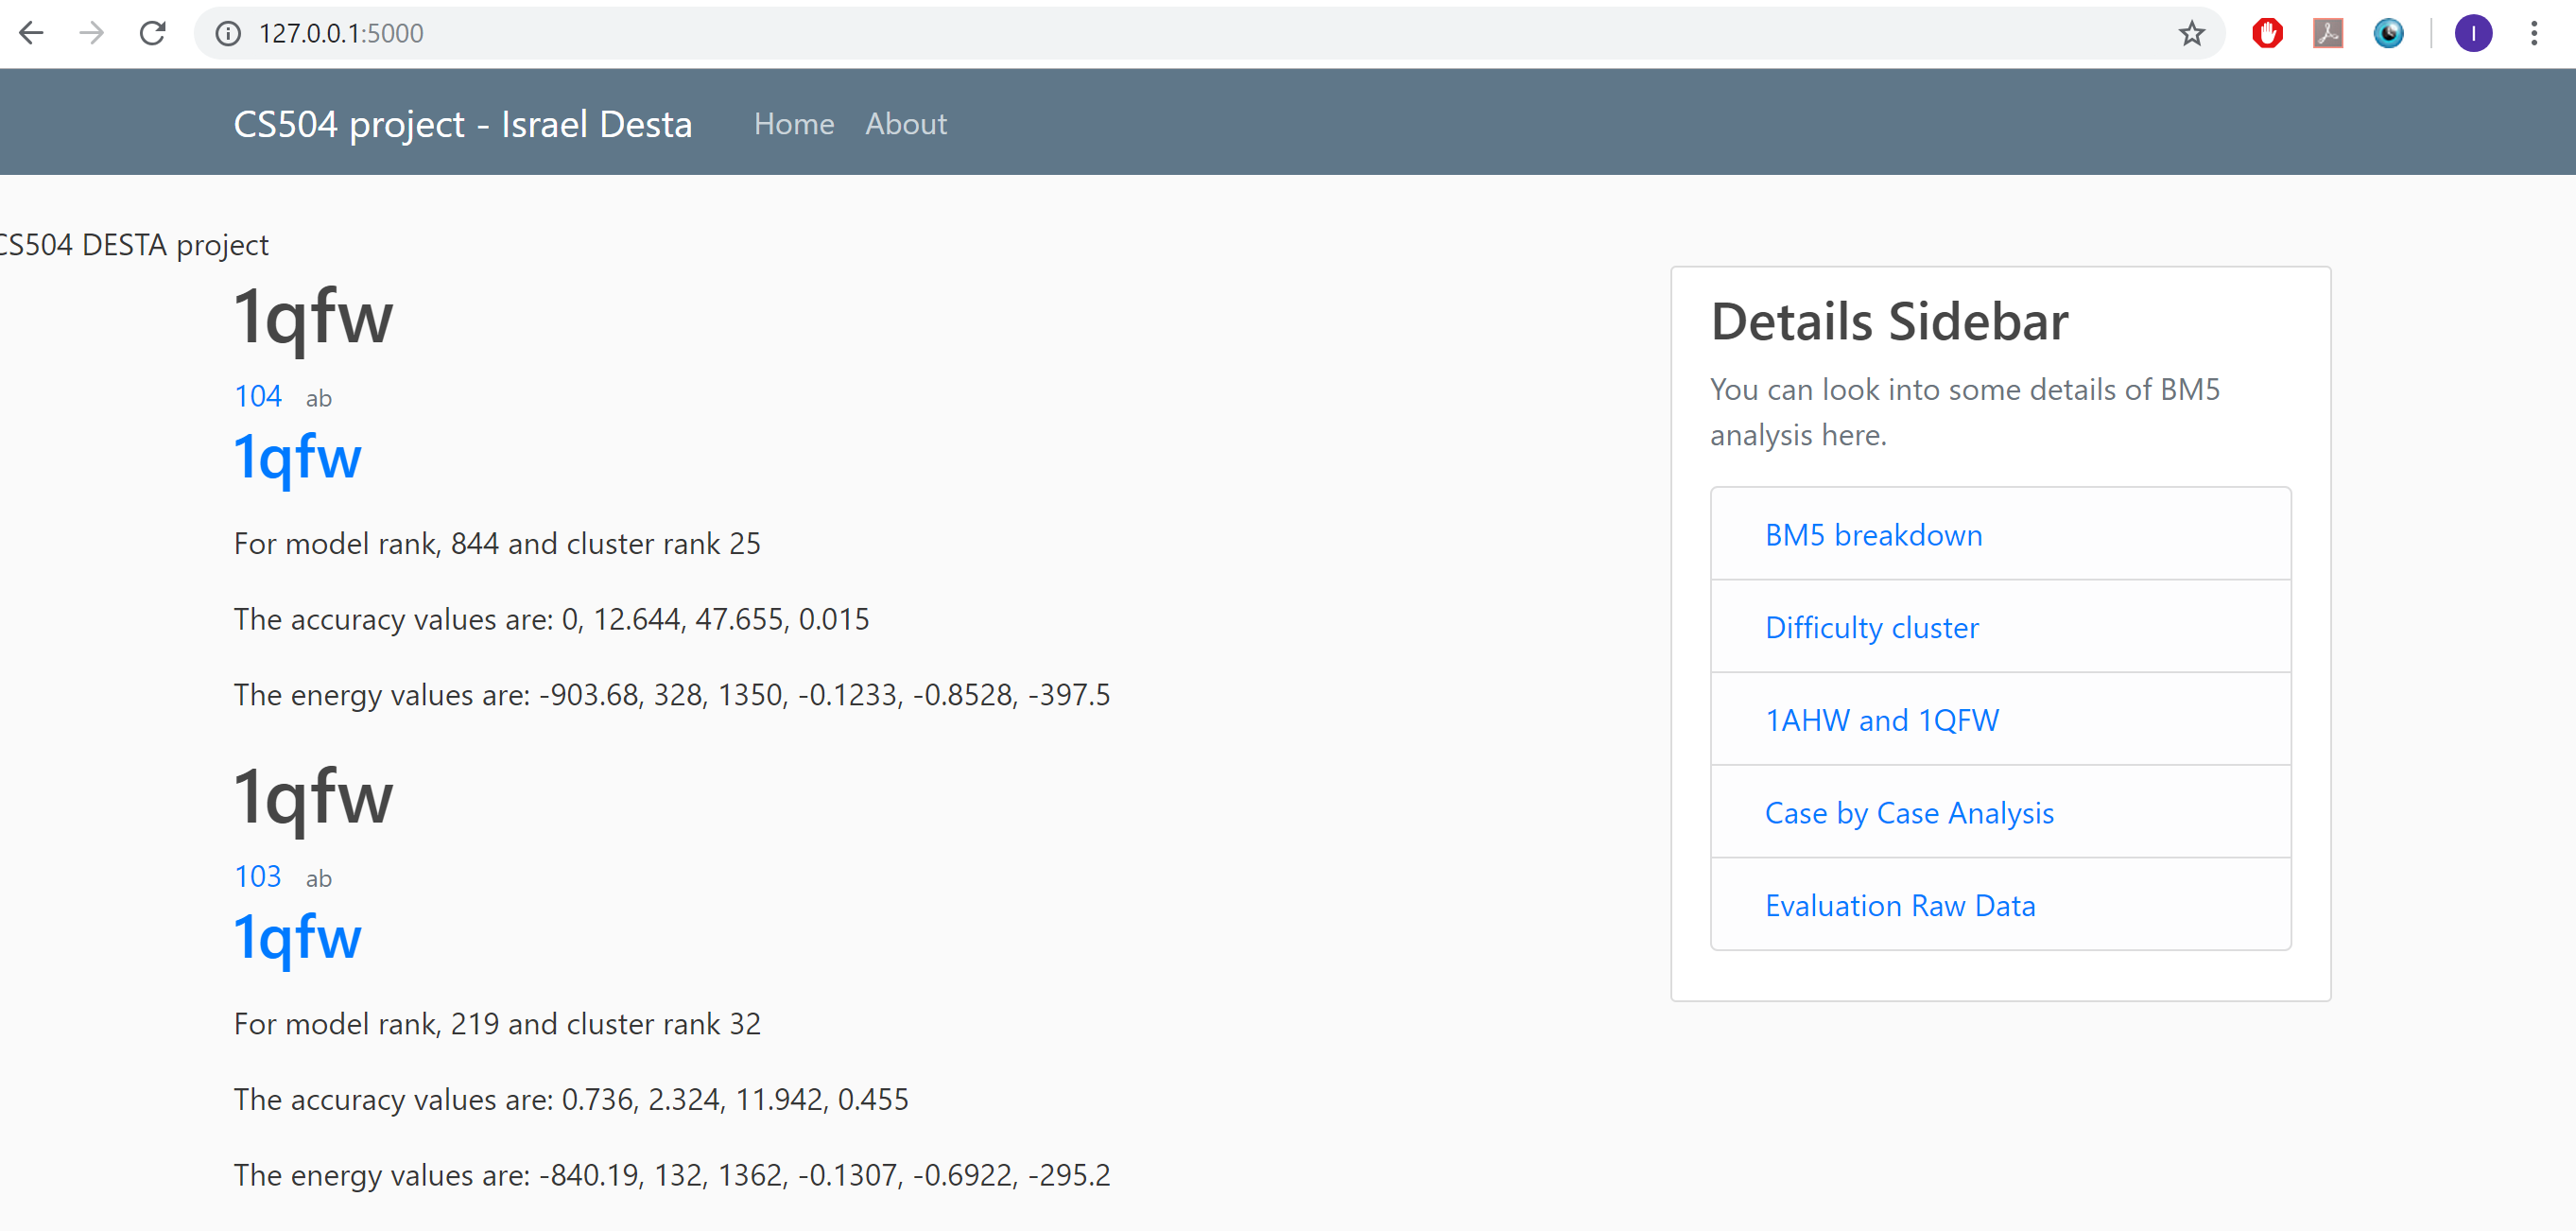 127.0.0.1:5000
I
CS504 project - Israel Desta
Home
About
CS504 DESTA project
1qfw
104 ab
1qfw
For model rank, 844 and cluster rank 25
The accuracy values are: 0, 12.644, 47.655, 0.015
The energy values are: -903.68, 328, 1350, -0.1233, -0.8528, -397.5
1qfw
103 ab
1qfw
For model rank, 219 and cluster rank 32
The accuracy values are: 0.736, 2.324, 11.942, 0.455
The energy values are: -840.19, 132, 1362, -0.1307, -0.6922, -295.2
Details Sidebar
You can look into some details of BM5
analysis here.
BM5 breakdown
Difficulty cluster
1AHW and 1QFW
Case by Case Analysis
Evaluation Raw Data